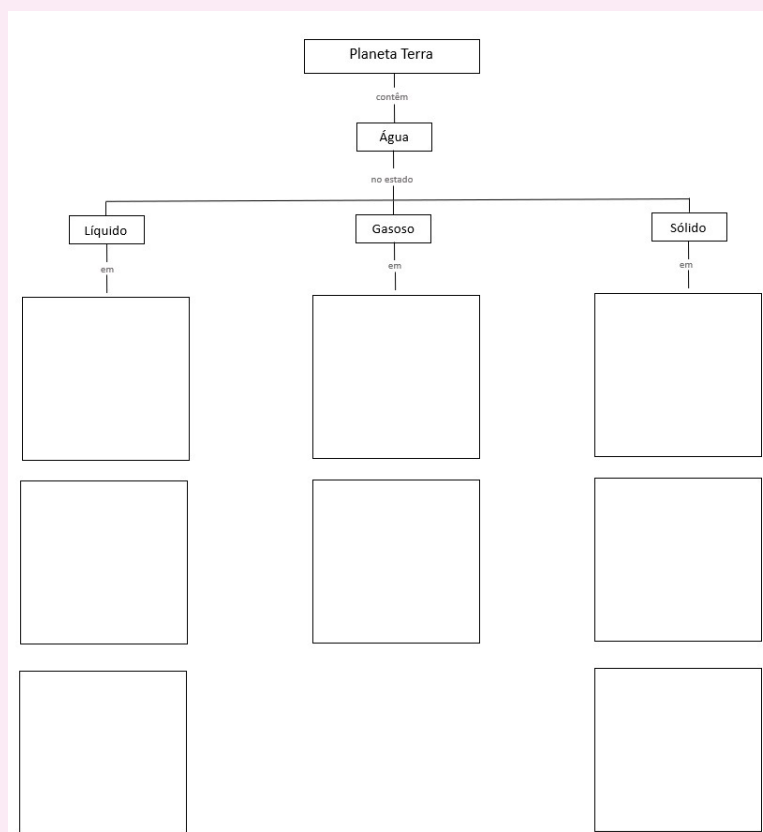 Planeta Terra
contêm
Água
no estado
Líquido
Gasoso
Sólido
em
em
em